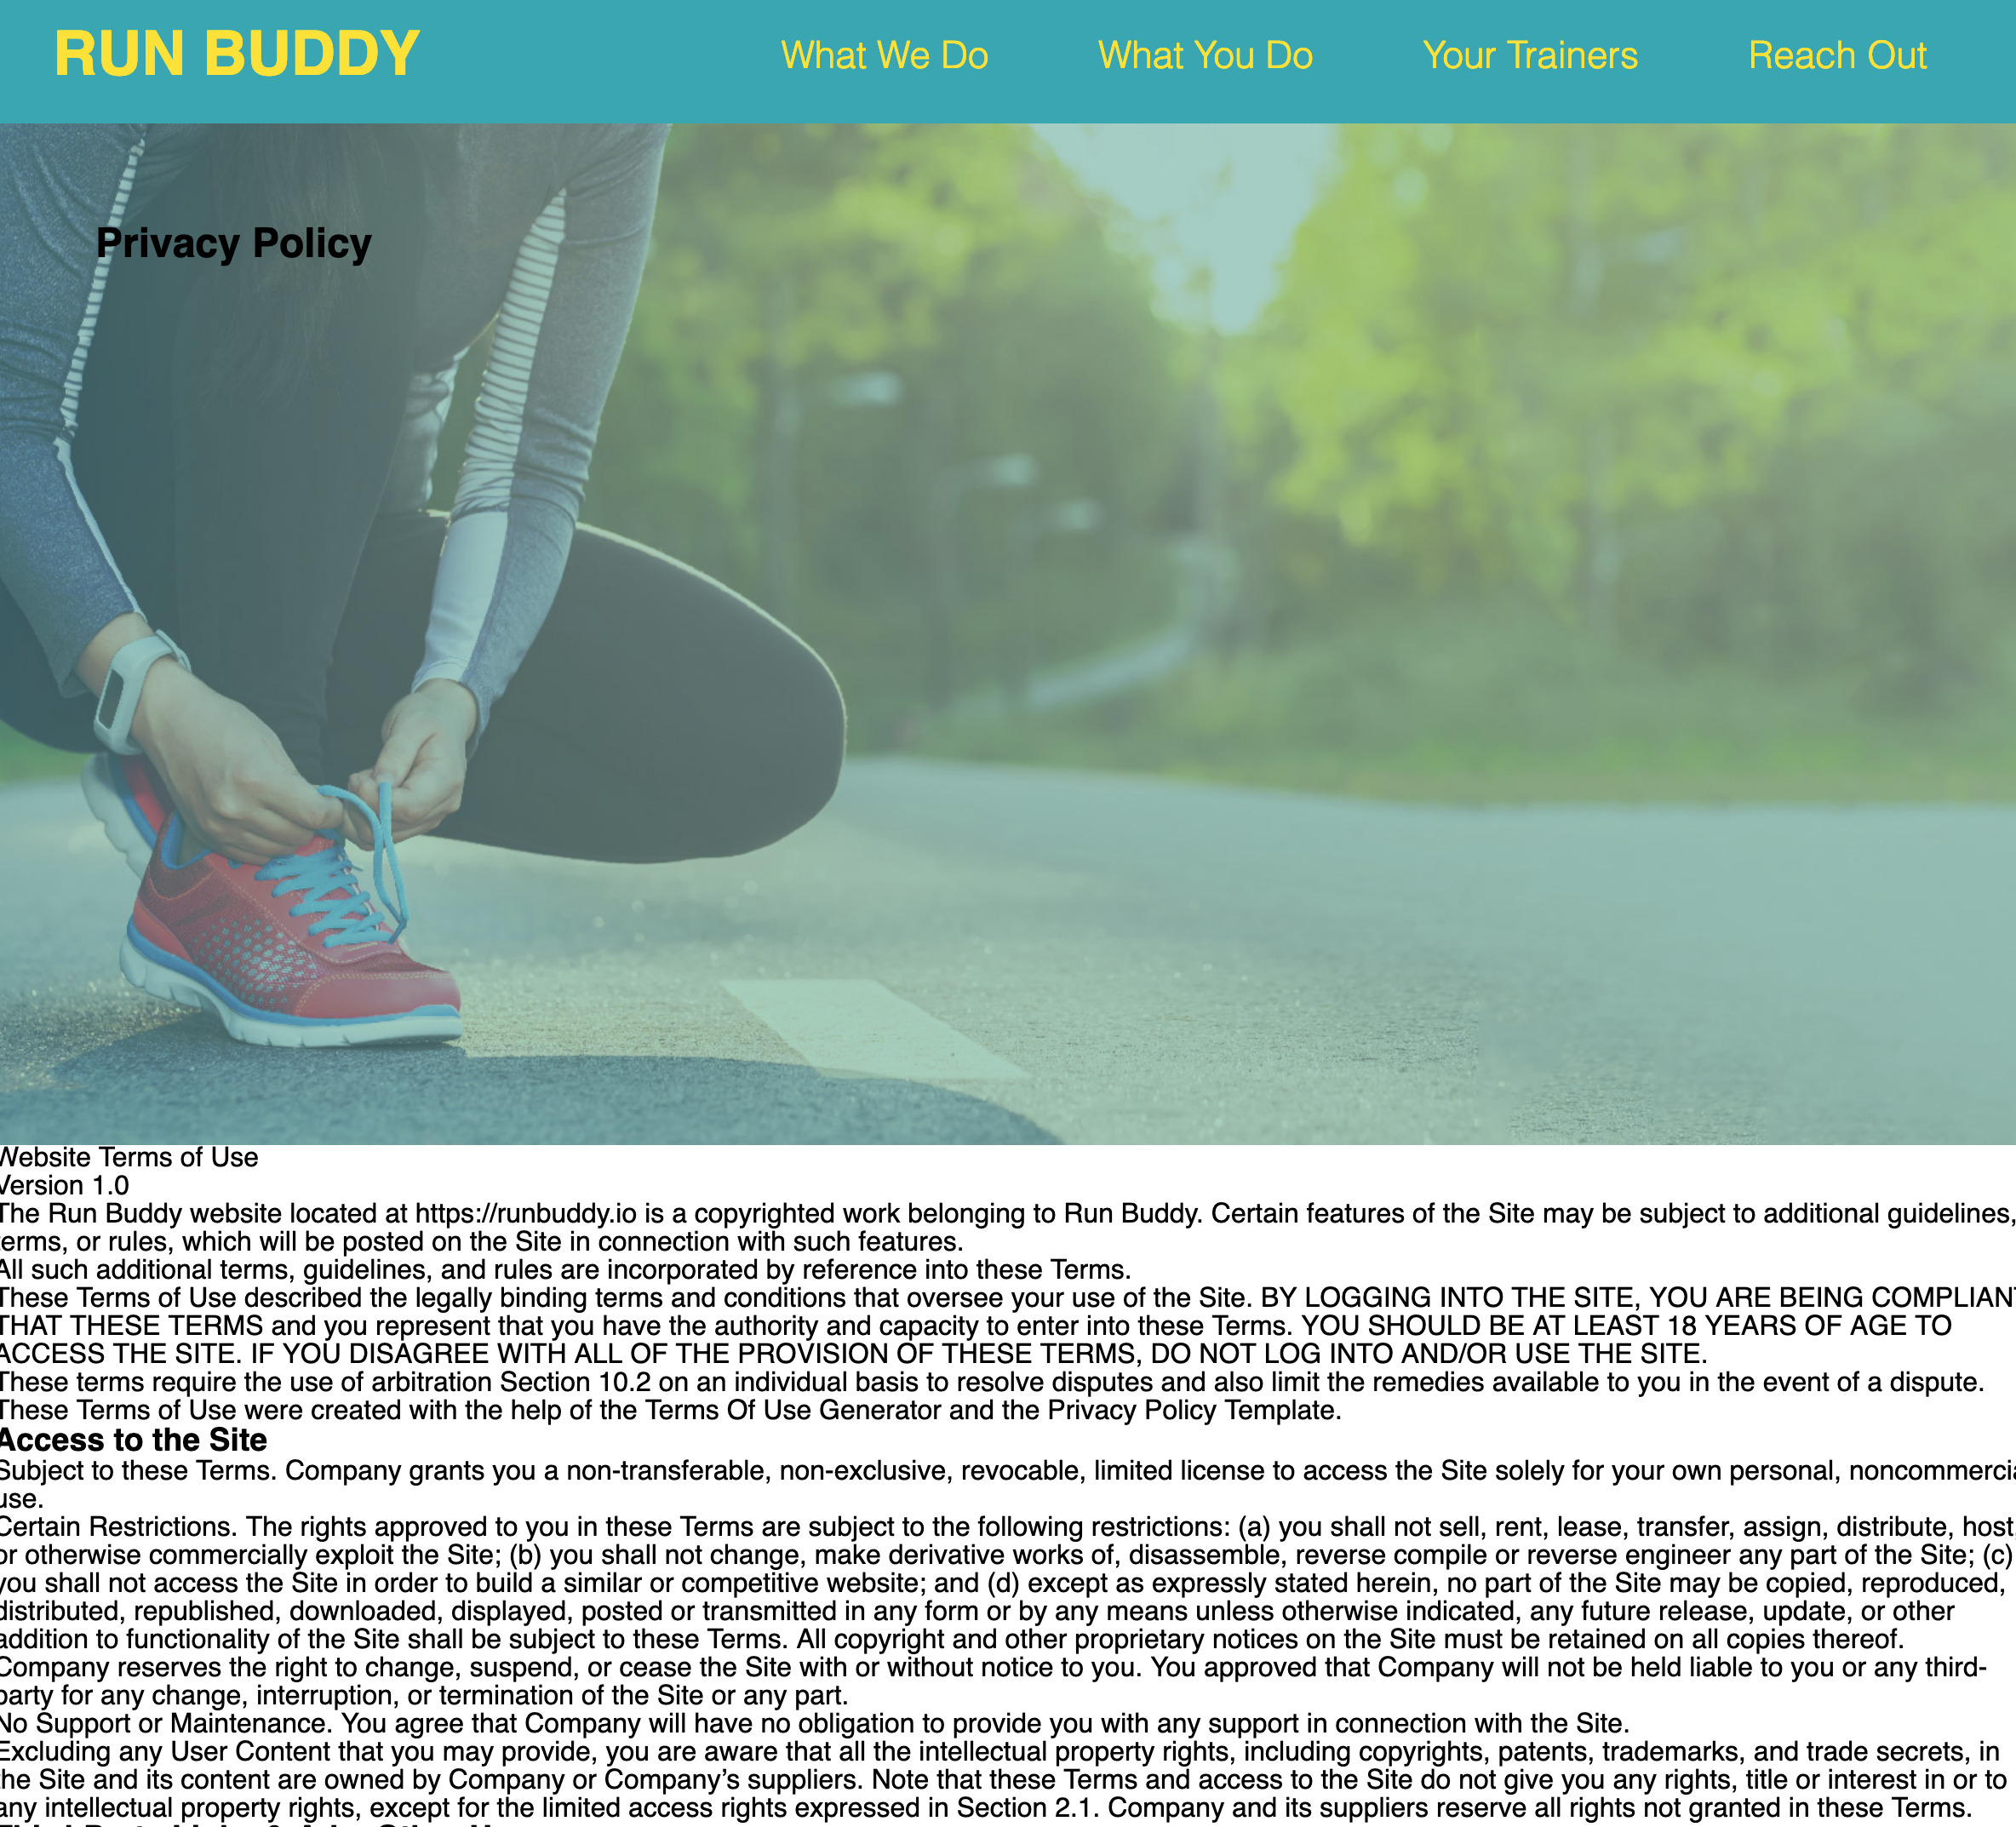 RUN BUDDY
What We Do
What You Do
Your Trainers
Reach Out
Privacy Policy
Website Terms of Use
Version 1.0
The Run Buddy website located at https://runbuddy.io is a copyrighted work belonging to Run Buddy. Certain features of the Site may be subject to additional guidelines,
terms, or rules, which will be posted on the Site in connection with such features.
All such additional terms, guidelines, and rules are incorporated by reference into these Terms.
These Terms of Use described the legally binding terms and conditions that oversee your use of the Site. BY LOGGING INTO THE SITE, YOU ARE BEING COMPLIANT
THAT THESE TERMS and you represent that you have the authority and capacity to enter into these Terms. YOU SHOULD BE AT LEAST 18 YEARS OF AGE TO
ACCESS THE SITE. IF YOU DISAGREE WITH ALL OF THE PROVISION OF THESE TERMS, DO NOT LOG INTO AND/OR USE THE SITE.
These terms require the use of arbitration Section 10.2 on an individual basis to resolve disputes and also limit the remedies available to you in the event of a dispute.
These Terms of Use were created with the help of the Terms Of Use Generator and the Privacy Policy Template.
Access to the Site
Subject to these Terms. Company grants you a non-transferable, non-exclusive, revocable, limited license to access the Site solely for your own personal, noncommercial
use.
Certain Restrictions. The rights approved to you in these Terms are subject to the following restrictions: (a) you shall not sell, rent, lease, transfer, assign, distribute, host,
or otherwise commercially exploit the Site; (b) you shall not change, make derivative works of, disassemble, reverse compile or reverse engineer any part of the Site; (c)
you shall not access the Site in order to build a similar or competitive website; and (d) except as expressly stated herein, no part of the Site may be copied, reproduced,
distributed, republished, downloaded, displayed, posted or transmitted in any form or by any means unless otherwise indicated, any future release, update, or other
addition to functionality of the Site shall be subject to these Terms. All copyright and other proprietary notices on the Site must be retained on all copies thereof.
Company reserves the right to change, suspend, or cease the Site with or without notice to you. You approved that Company will not be held liable to you or any third-
party for any change, interruption, or termination of the Site or any part.
No Support or Maintenance. You agree that Company will have no obligation to provide you with any support in connection with the Site.
Excluding any User Content that you may provide, you are aware that all the intellectual property rights, including copyrights, patents, trademarks, and trade secrets, in
the Site and its content are owned by Company or Company's suppliers. Note that these Terms and access to the Site do not give you any rights, title or interest in or to
any intellectual property rights, except for the limited access rights expressed in Section 2.1. Company and its suppliers reserve all rights not granted in these Terms.